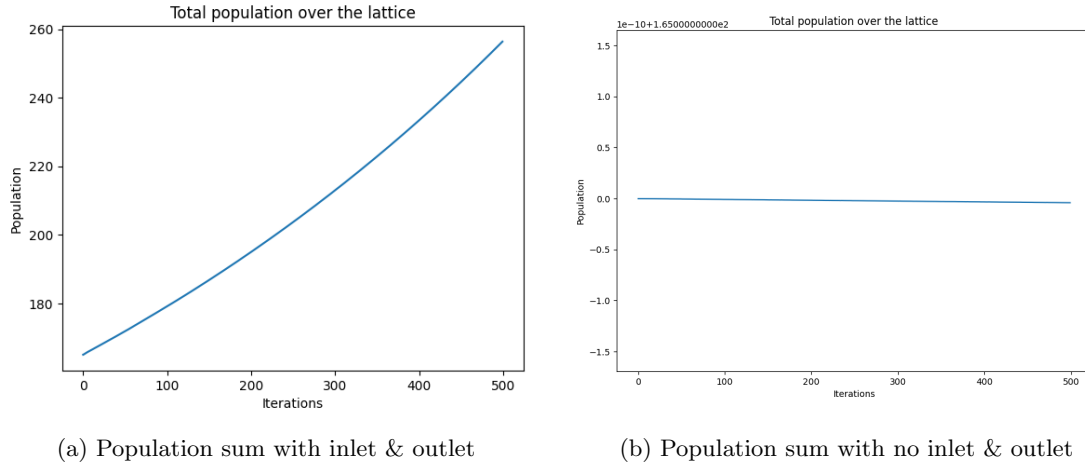 Total population over the lattice
260
240
220
200
180
Population
0 100 200 300 400 500
Iterations
(a) Population sum with inlet & outlet
1e-10+1.6500000000e2
Total population over the lattice
1.5
1.0
0.5
0.0
−0.5
−1.0
−1.5
Population
0 100 200 300 400 500
Iterations
(b) Population sum with no inlet & outlet